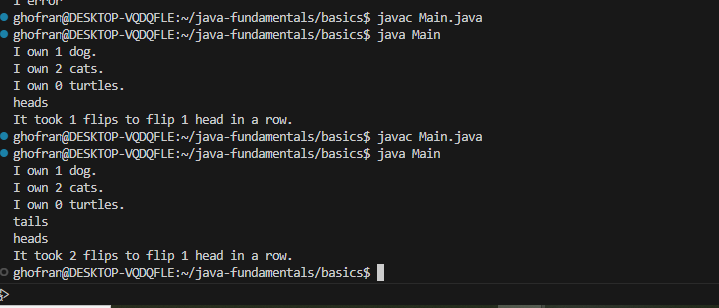 1 error
ghofran@DESKTOP-VQDQFLE:~/java-fundamentals/basics$ javac Main.java
ghofran@DESKTOP-VQDQFLE:~/java-fundamentals/basics$ java Main
I own 1 dog.
I own 2 cats.
I own 0 turtles.
heads
It took 1 flips to flip 1 head in a row.
ghofran@DESKTOP-VQDQFLE:~/java-fundamentals/basics$ javac Main.java
ghofran@DESKTOP-VQDQFLE:~/java-fundamentals/basics$ java Main
I own 1 dog.
I own 2 cats.
I own 0 turtles.
tails
heads
It took 2 flips to flip 1 head in a row.
ghofran@DESKTOP-VQDQFLE:~/java-fundamentals/basics$